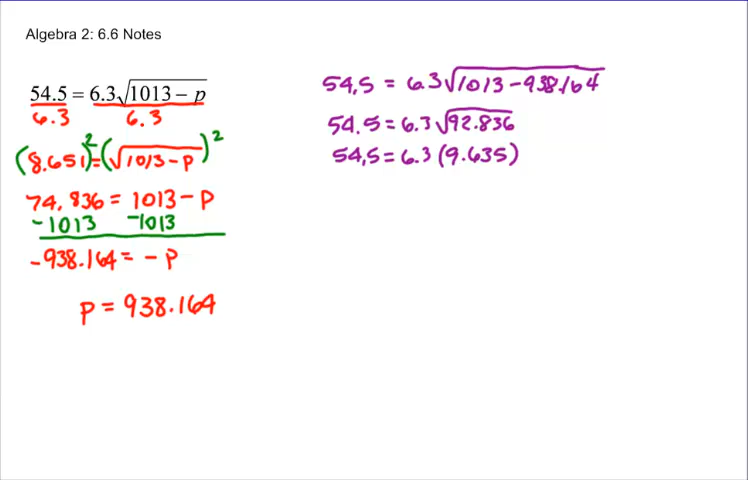 Algebra 2: 6.6 Notes
54.5 = 6.3√1013 − p
6.3 6.3
(8.651)² = (√1013 − p)²
74.836 = 1013 − p
−1013 −1013
−938.164 = − p
p = 938.164
54.5 = 6.3√1013 − 938.164
54.5 = 6.3√92.836
54.5 = 6.3(9.635)